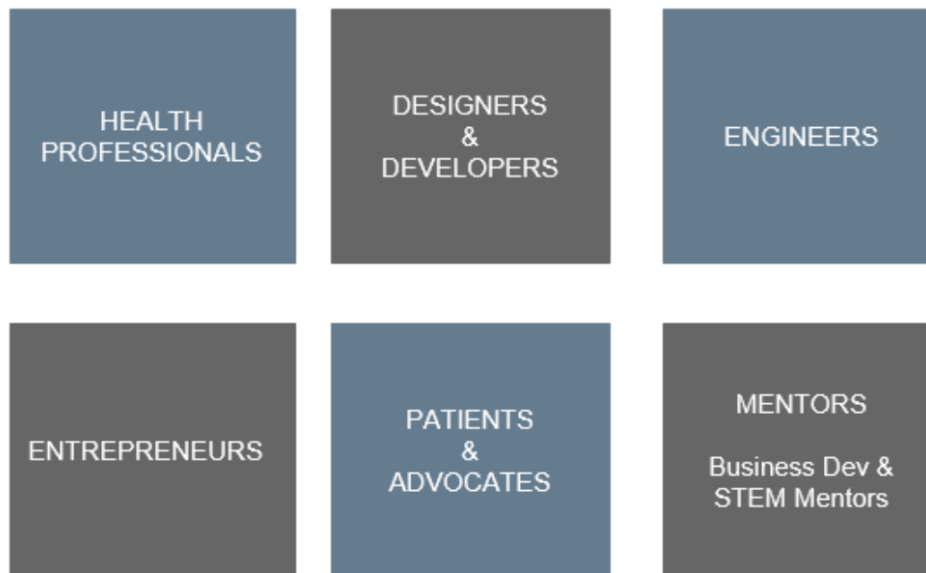 HEALTH
PROFESSIONALS
DESIGNERS
&
DEVELOPERS
ENGINEERS
ENTREPRENEURS
PATIENTS
&
ADVOCATES
MENTORS
Business Dev &
STEM Mentors